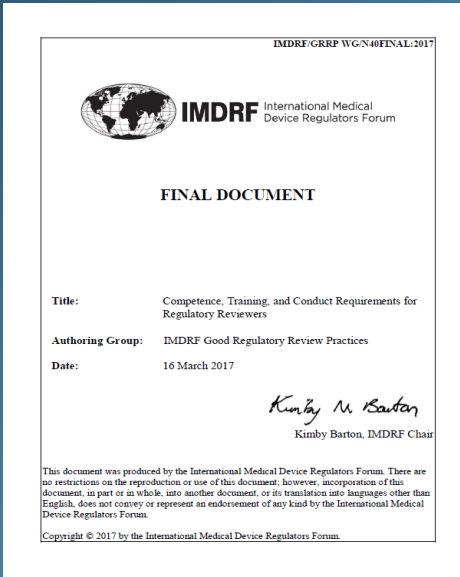 IMDRF/GRRP WG/N40FINAL:2017
IMDRF International Medical
Device Regulators Forum
FINAL DOCUMENT
Title: Competence, Training, and Conduct Requirements for
Regulatory Reviewers
Authoring Group: IMDRF Good Regulatory Review Practices
Date: 16 March 2017
Kimby M Barton
Kimby Barton, IMDRF Chair
This document was produced by the International Medical Device Regulators Forum. There are
no restrictions on the reproduction or use of this document; however, incorporation of this
document, in part or in whole, into another document, or its translation into languages other than
English, does not convey or represent an endorsement of any kind by the International Medical
Device Regulators Forum.
Copyright © 2017 by the International Medical Device Regulators Forum.